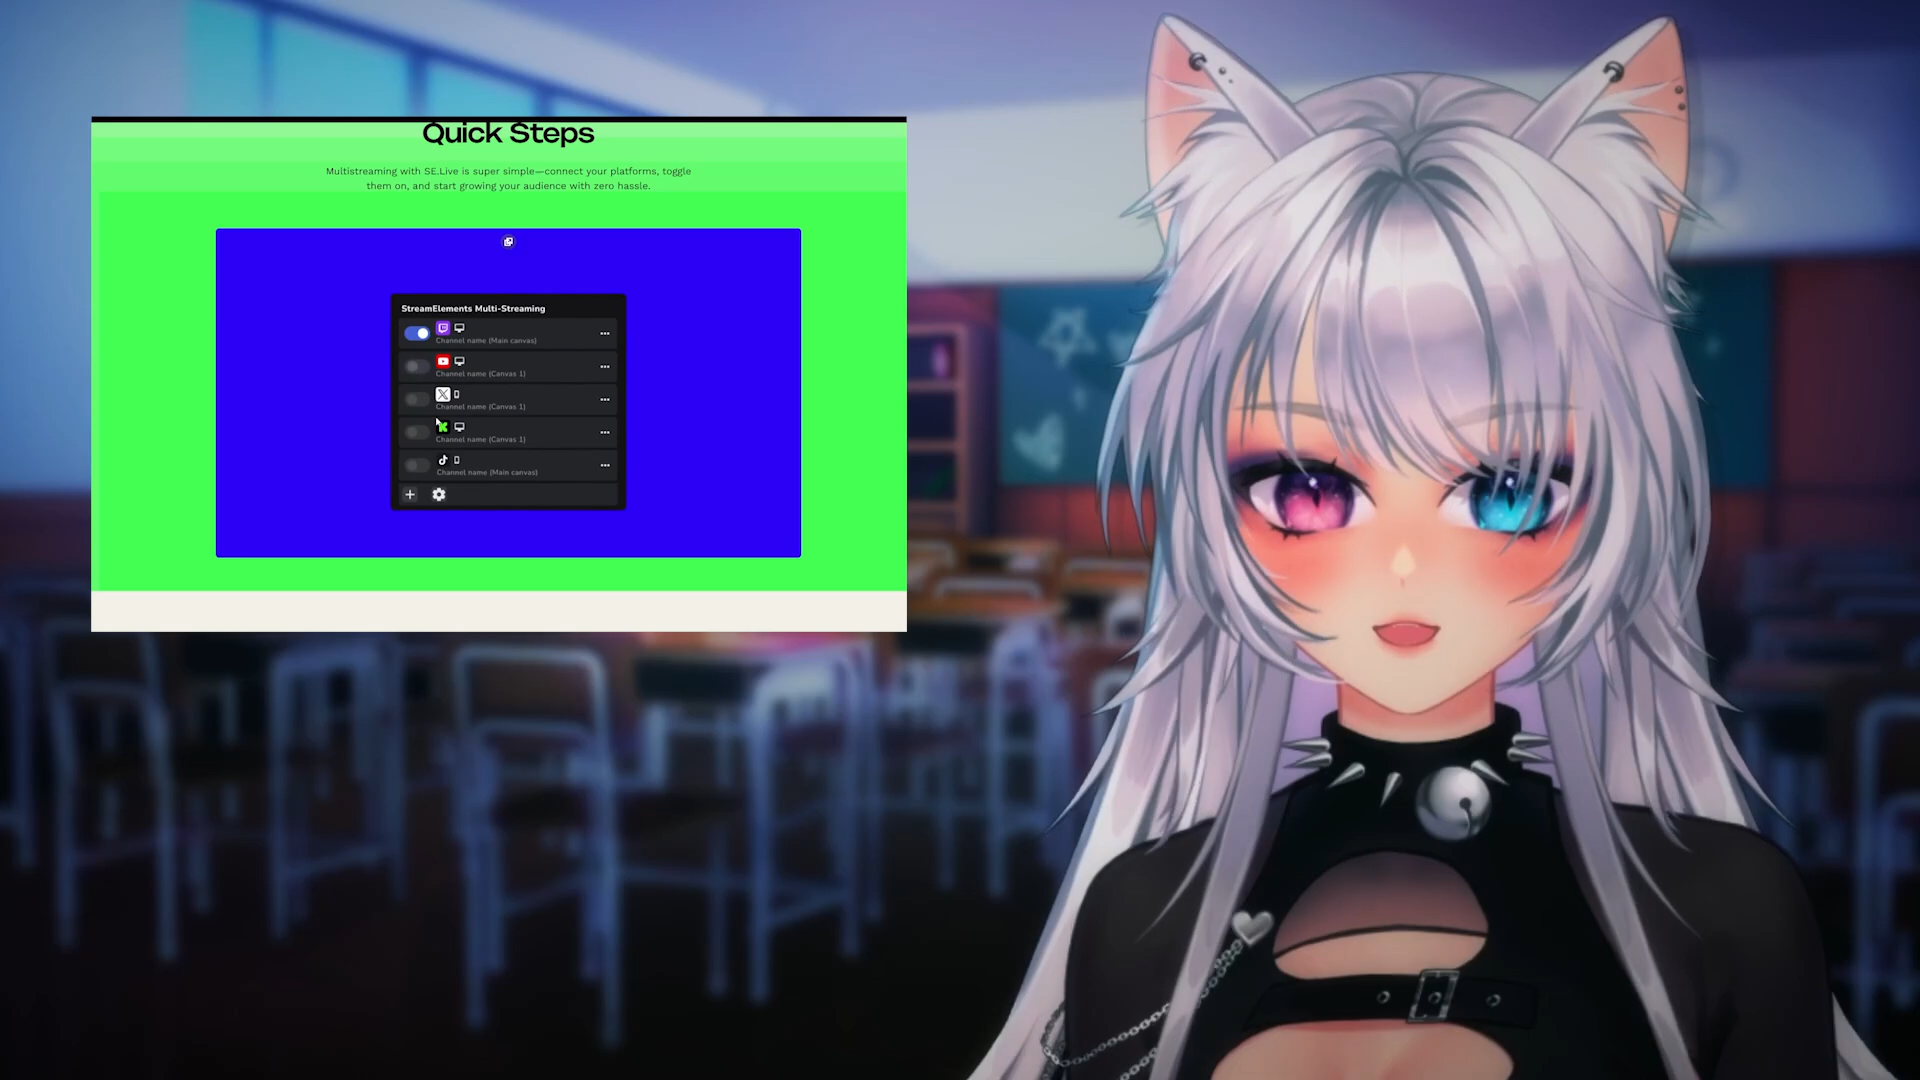 Quick Steps
Multistreaming with SE.Live is super simple—connect your platforms, toggle
them on, and start growing your audience with zero hassle.
StreamElements Multi-Streaming
Channel name (Main canvas)
Channel name (Canvas 1)
Channel name (Canvas 1)
Channel name (Canvas 1)
Channel name (Main canvas)